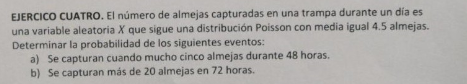 EJERCICO CUATRO. El número de almejas capturadas en una trampa durante un día es
una variable aleatoria X que sigue una distribución Poisson con media igual 4.5 almejas.
Determinar la probabilidad de los siguientes eventos:
a) Se capturan cuando mucho cinco almejas durante 48 horas.
b) Se capturan más de 20 almejas en 72 horas.